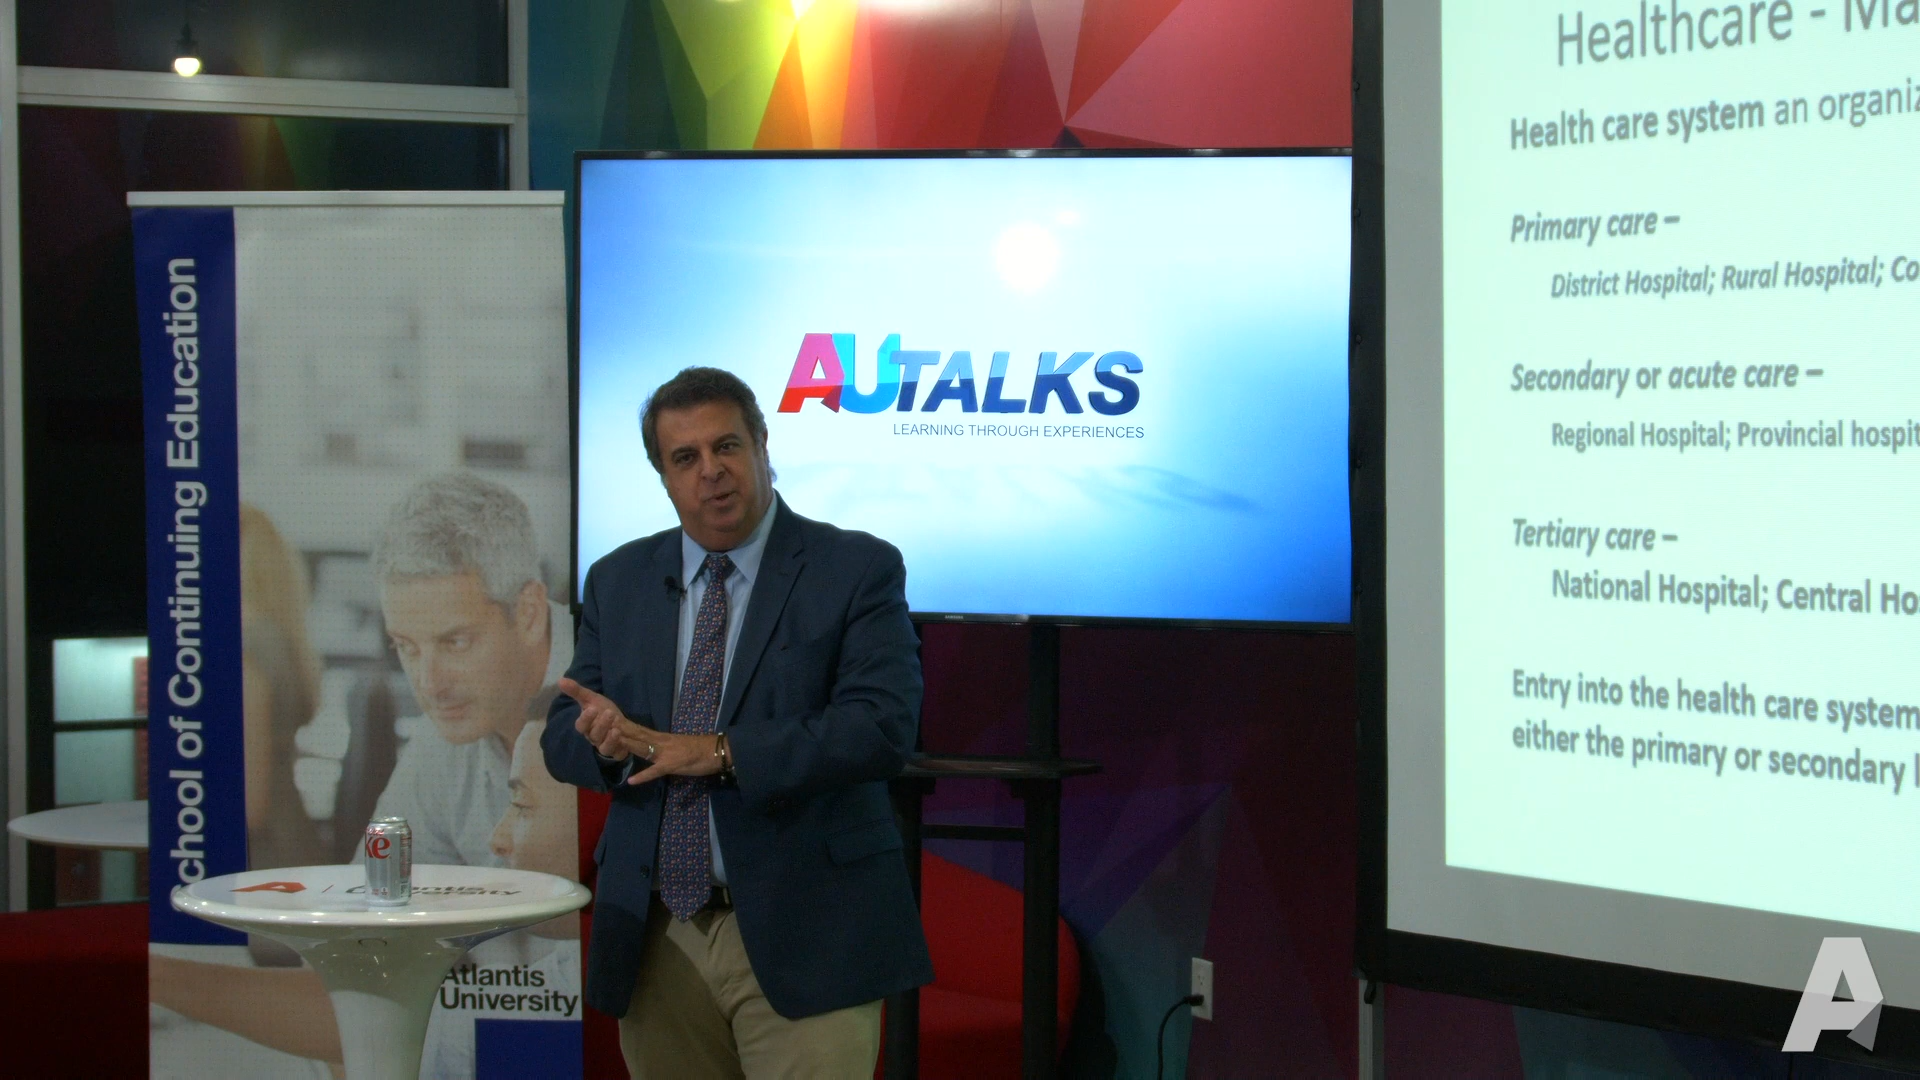 School of Continuing Education
Atlantis
University
ke
AUTALKS
LEARNING THROUGH EXPERIENCES
Healthcare -
Health care system an
Primary care –
District Hospital; Rural Hospital;
Secondary or acute care –
Regional Hospital; Provincial
Tertiary care –
National Hospital; Central
Entry into the health care system
either the primary or secondary